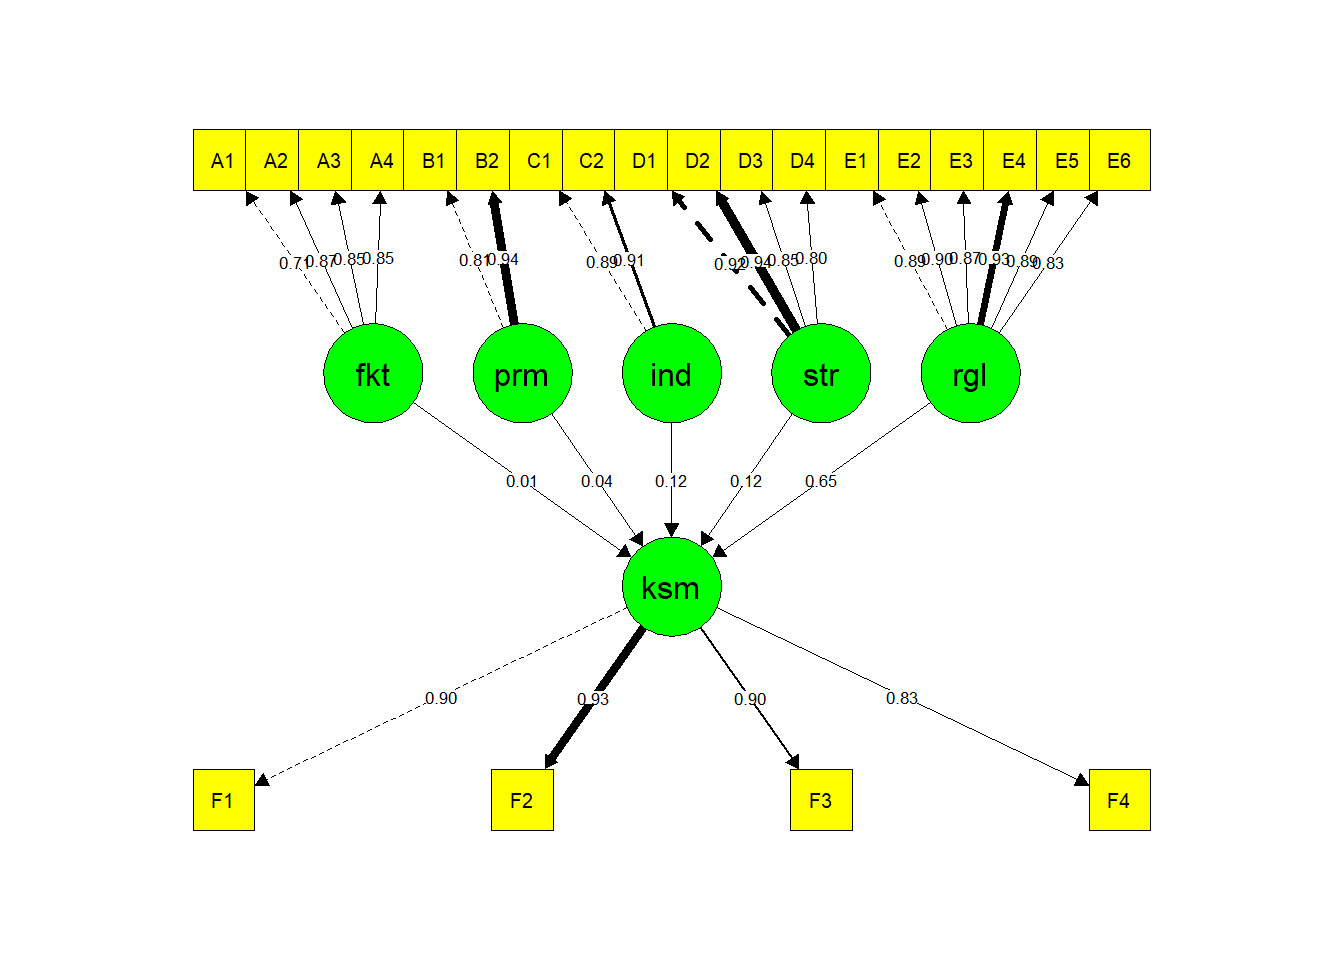 A1 A2 A3 A4 B1 B2 C1 C2 D1 D2 D3 D4 E1 E2 E3 E4 E5 E6
0.71 0.87 0.85 0.85 0.81 0.94 0.89 0.91 0.92 0.94 0.85 0.80 0.89 0.90 0.87 0.93 0.89 0.83
fkt prm ind str rgl
0.01 0.04 0.12 0.12 0.65
ksm
0.90 0.93 0.90 0.83
F1 F2 F3 F4